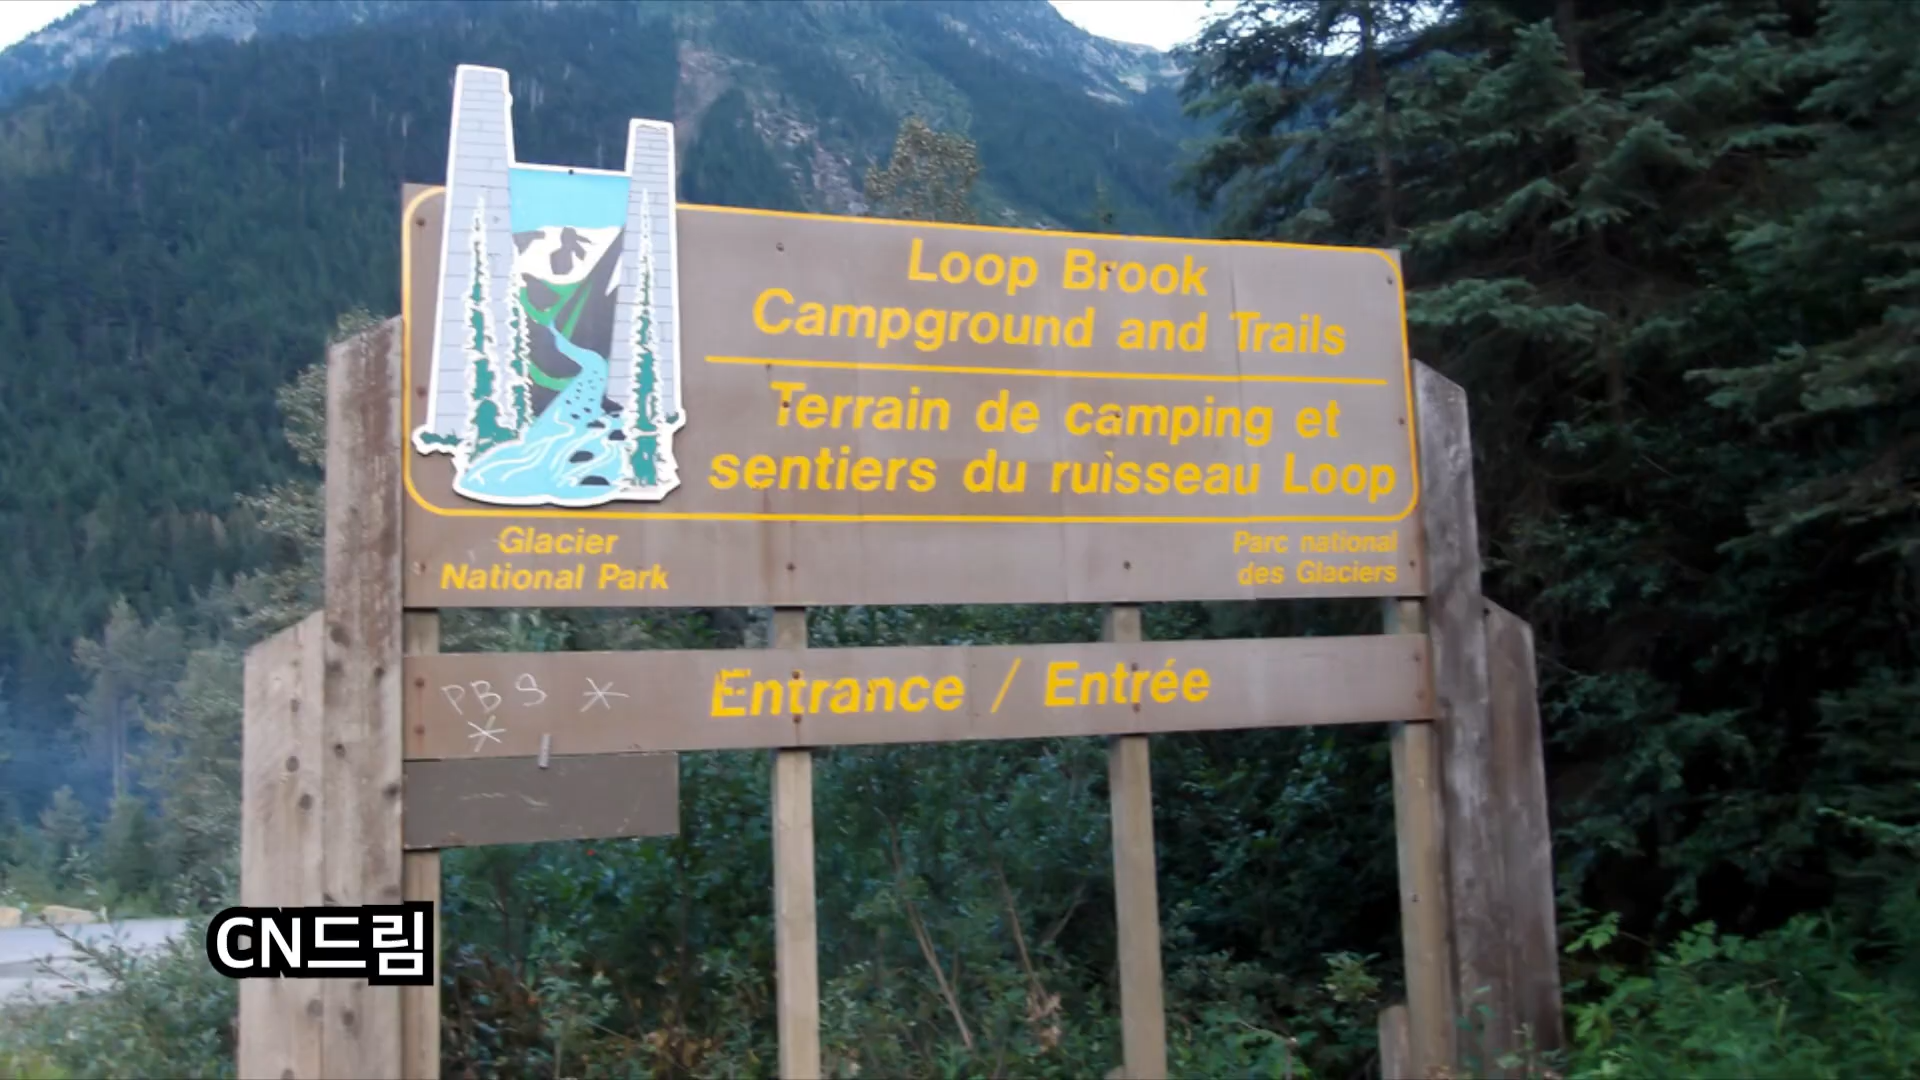 Loop Brook
Campground and Trails
Terrain de camping et
sentiers du ruisseau Loop
Glacier
National Park
Parc national
des Glaciers
Entrance / Entrée
PBS *
*
CN드림